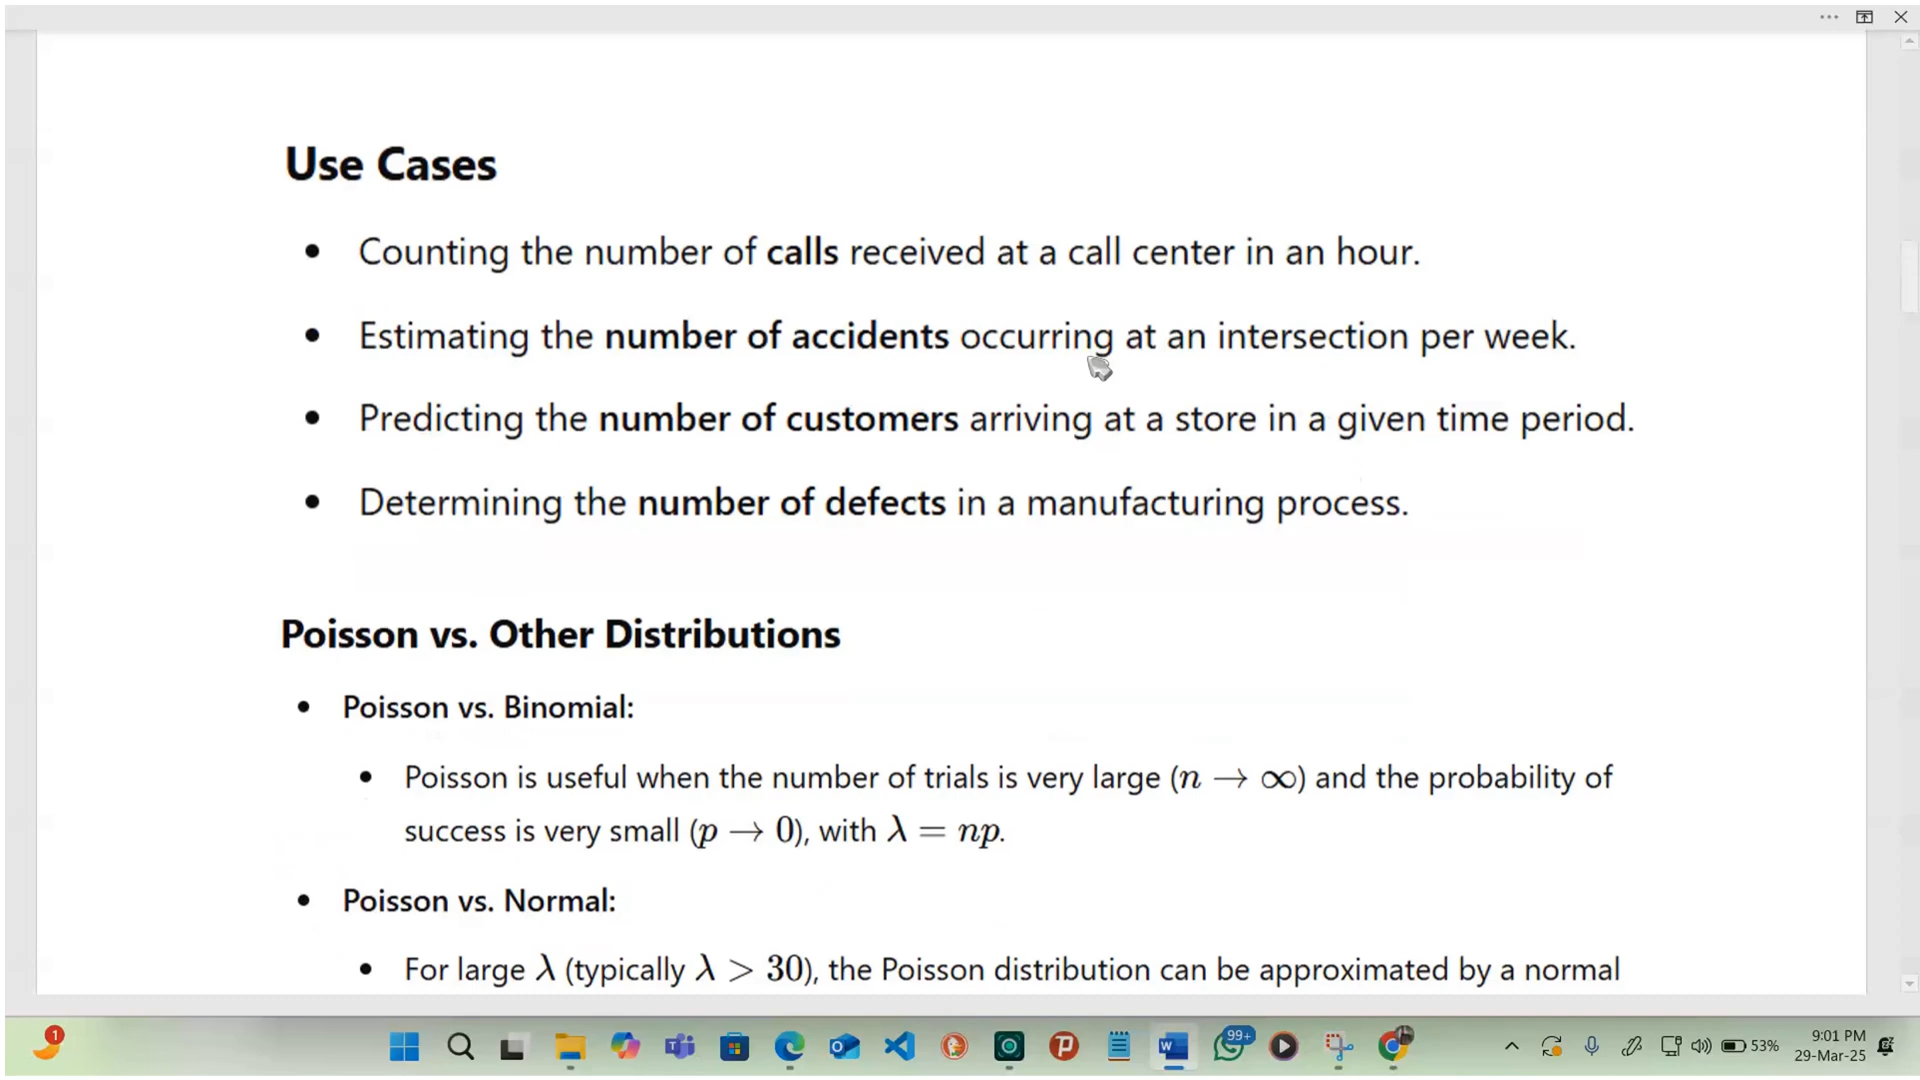 Use Cases
• Counting the number of calls received at a call center in an hour.
• Estimating the number of accidents occurring at an intersection per week.
• Predicting the number of customers arriving at a store in a given time period.
• Determining the number of defects in a manufacturing process.
Poisson vs. Other Distributions
• Poisson vs. Binomial:
• Poisson is useful when the number of trials is very large (n → ∞) and the probability of
success is very small (p → 0), with λ = np.
• Poisson vs. Normal:
• For large λ (typically λ > 30), the Poisson distribution can be approximated by a normal
1
99+
53%
9:01 PM
29-Mar-25